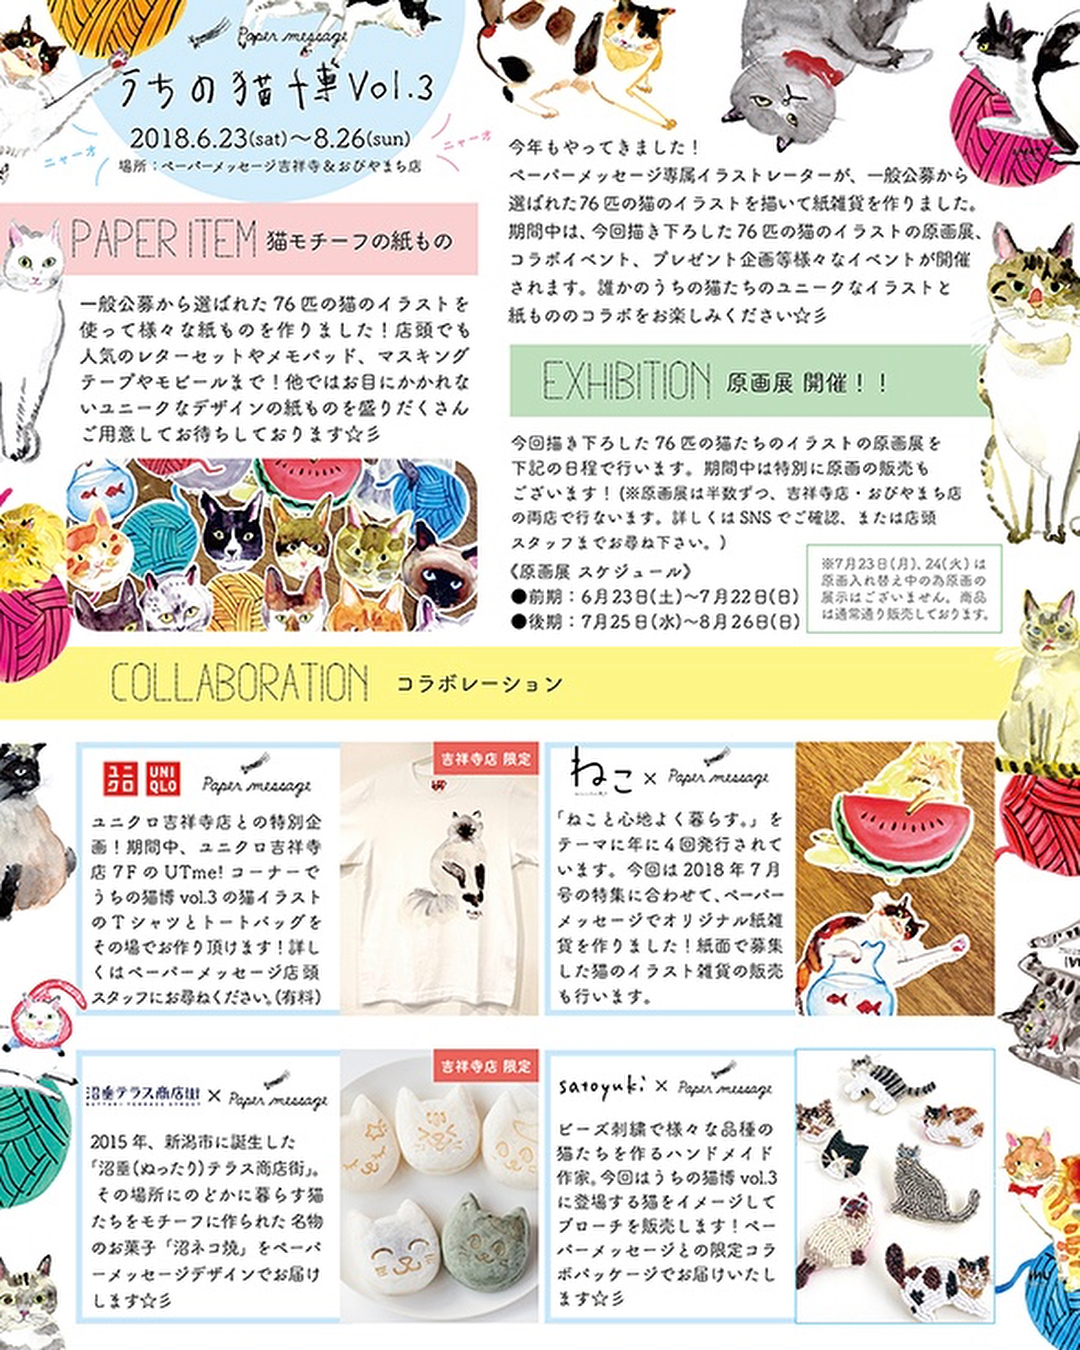 Paper message
うちの猫博 Vol.3
2018.6.23(sat)〜8.26(sun)
場所：ペーパーメッセージ吉祥寺＆おびやまち店
ニャーオ
ニャーオ
今年もやってきました！
ペーパーメッセージ専属イラストレーターが、一般公募から
選ばれた76 匹の猫のイラストを描いて紙雑貨を作りました。
期間中は、今回描き下ろした 76 匹の猫のイラストの原画展、
コラボイベント、プレゼント企画等様々なイベントが開催
されます。誰かのうちの猫たちのユニークなイラストと
紙もののコラボをお楽しみください☆彡
PAPER ITEM 猫モチーフの紙もの
一般公募から選ばれた 76 匹の猫のイラストを
使って様々な紙ものを作りました！店頭でも
人気のレターセットやメモパッド、マスキング
テープやモビールまで！他ではお目にかかれな
いユニークなデザインの紙ものを盛りだくさん
ご用意してお待ちしております☆彡
EXHIBITION 原画展 開催！！
今回描き下ろした 76 匹の猫たちのイラストの原画展を
下記の日程で行います。期間中は特別に原画の販売も
ございます！(※原画展は半数ずつ、吉祥寺店・おびやまち店
の両店で行ないます。詳しくは SNS でご確認、または店頭
スタッフまでお尋ね下さい。)
《原画展 スケジュール》
●前期：6月23日(土)〜7月22日(日)
●後期：7月25日(水)〜8月26日(日)
※7月23日(月)、24(火) は
原画入れ替え中の為原画の
展示はございません。商品
は通常通り販売しております。
COLLABORATION コラボレーション
ユニクロ UNIQLO Paper message
吉祥寺店 限定
ユニクロ吉祥寺店との特別企
画！期間中、ユニクロ吉祥寺
店 7F の UTme! コーナーで
うちの猫博 vol.3 の猫イラスト
の T シャツとトートバッグを
その場でお作り頂けます！詳し
くはペーパーメッセージ店頭
スタッフにお尋ねください。(有料)
ねこ × Paper message
「ねこと心地よく暮らす。」を
テーマに年に4回発行されて
います。今回は 2018 年 7 月
号の特集に合わせて、ペーパー
メッセージでオリジナル紙雑
貨を作りました！紙面で募集
した猫のイラスト雑貨の販売
も行います。
沼垂テラス商店街 × Paper message
NUTTARI TERRACE STREET
吉祥寺店 限定
2015 年、新潟市に誕生した
「沼垂(ぬったり)テラス商店街」。
その場所にのどかに暮らす猫
たちをモチーフに作られた 名物
のお菓子「沼ネコ焼」をペーパ
ーメッセージデザインでお届け
します☆彡
satoyuki × Paper message
ビーズ刺繍で様々な品種の
猫たちを作るハンドメイド
作家。今回はうちの猫博 vol.3
に登場する猫をイメージして
ブローチを販売します！ペー
パーメッセージとの限定コラ
ボパッケージでお届けいたし
ます☆彡